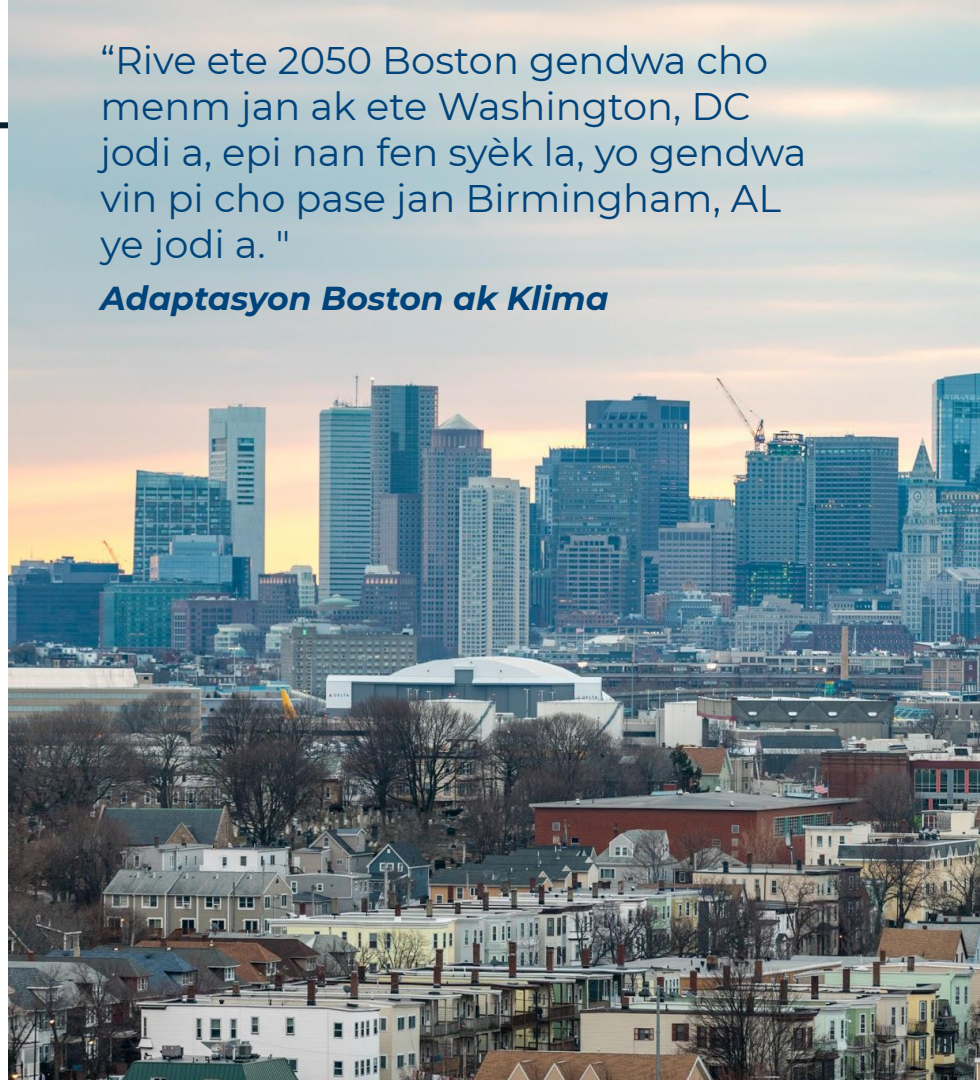 “Rive ete 2050 Boston gendwa cho
menm jan ak ete Washington, DC
jodi a, epi nan fen syèk la, yo gendwa
vin pi cho pase jan Birmingham, AL
ye jodi a. "
Adaptasyon Boston ak Klima
DELTA